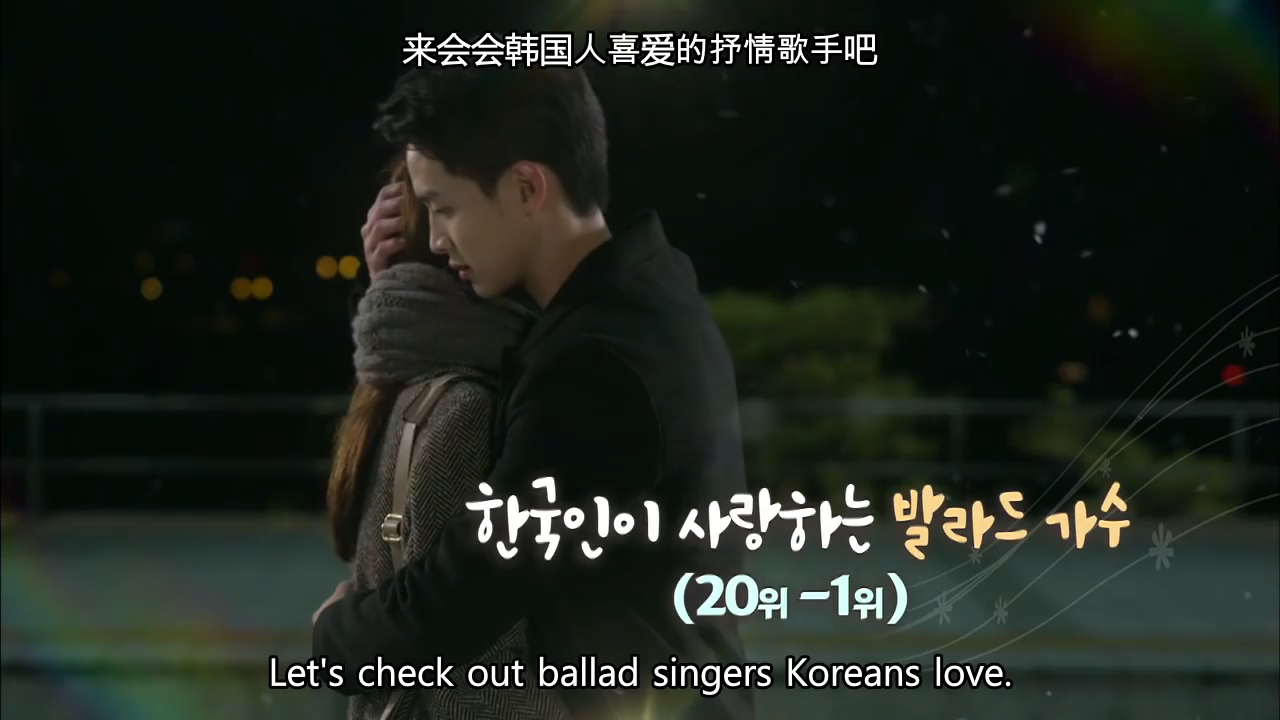 来会会韩国人喜爱的抒情歌手吧
한국인이 사랑하는 발라드 가수
(20위 -1위)
Let's check out ballad singers Koreans love.